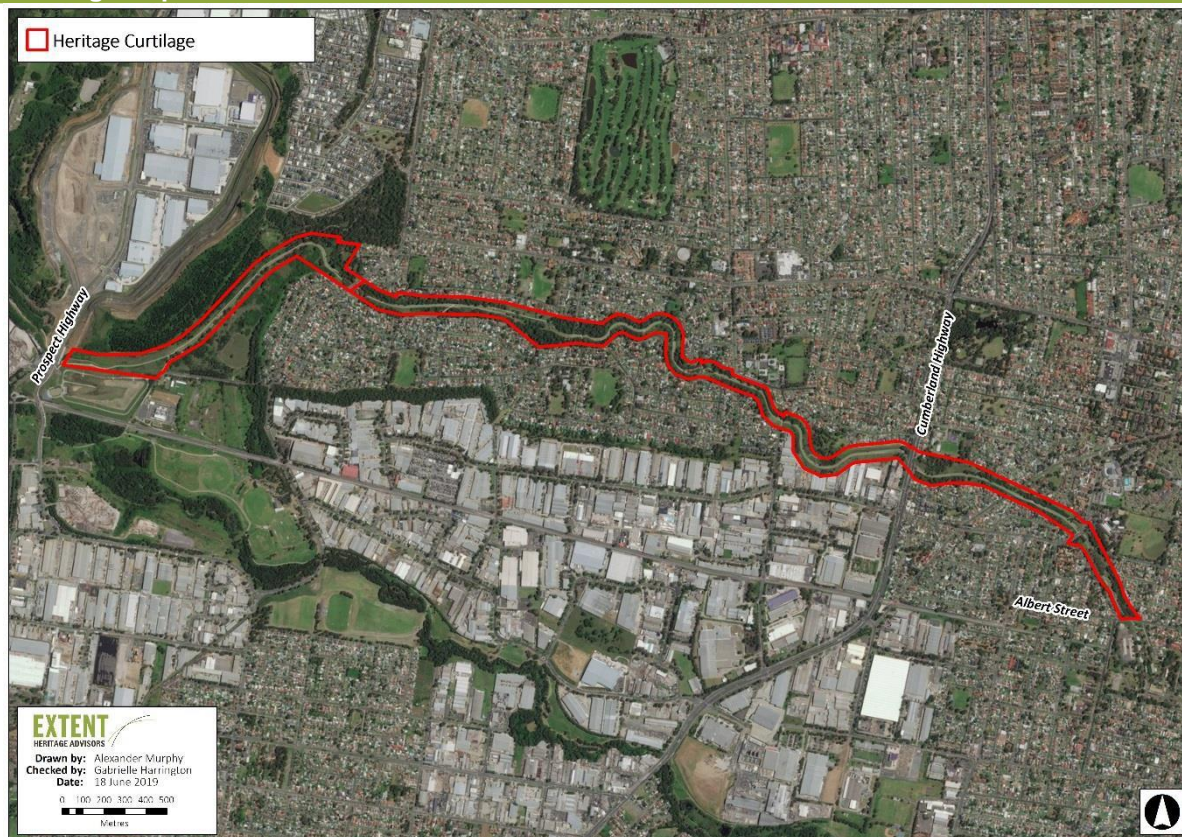 Heritage Curtilage
Prospect Highway
Cumberland Highway
Albert Street
EXTENT
HERITAGE ADVISORS
Drawn by: Alexander Murphy
Checked by: Gabrielle Harrington
Date: 18 June 2019
0 100 200 300 400 500
Metres